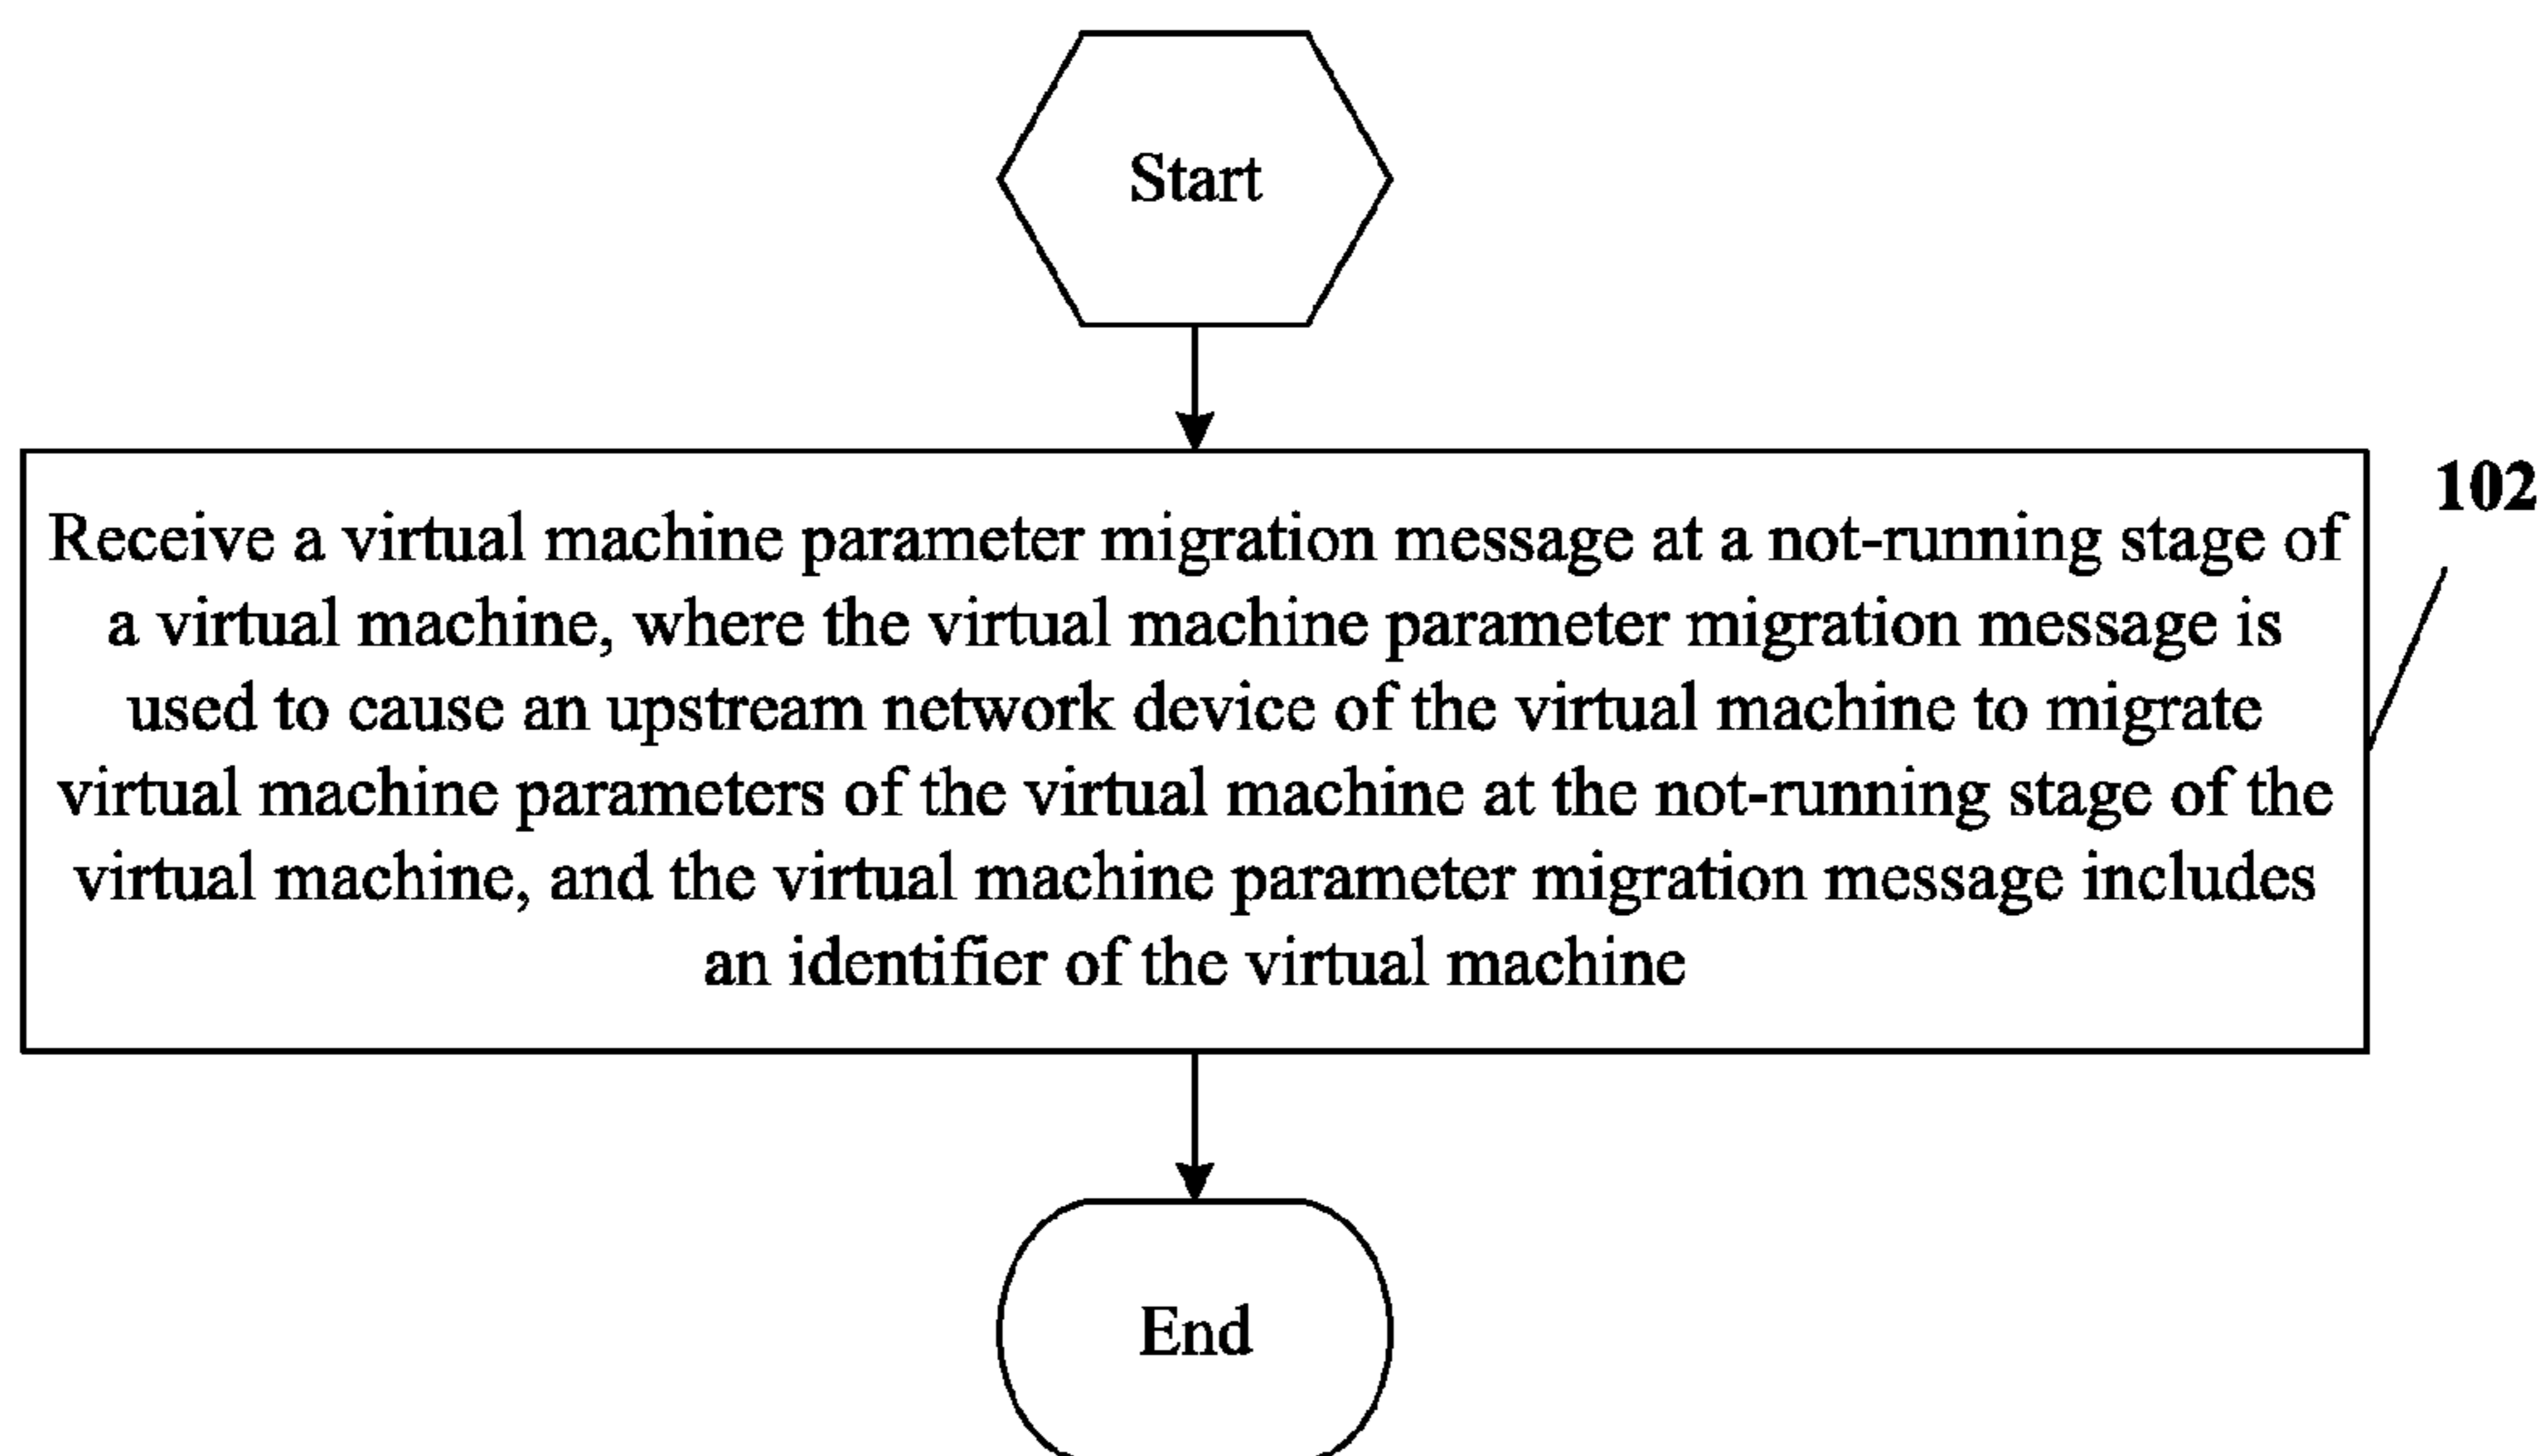 Start
Receive a virtual machine parameter migration message at a not-running stage of
a virtual machine, where the virtual machine parameter migration message is
used to cause an upstream network device of the virtual machine to migrate
virtual machine parameters of the virtual machine at the not-running stage of the
virtual machine, and the virtual machine parameter migration message includes
an identifier of the virtual machine
102
End